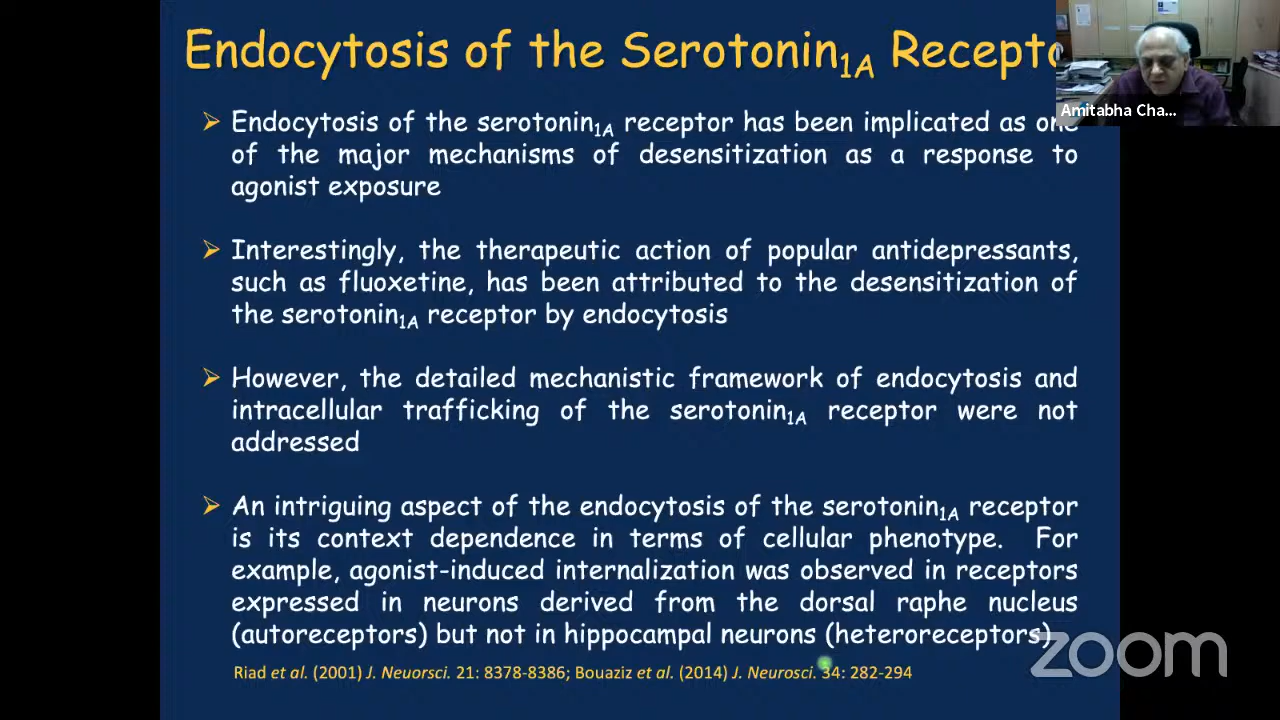 Endocytosis of the Serotonin1A Recepto
Amitabha Cha...
➢ Endocytosis of the serotonin1A receptor has been implicated as one
of the major mechanisms of desensitization as a response to
agonist exposure
➢ Interestingly, the therapeutic action of popular antidepressants,
such as fluoxetine, has been attributed to the desensitization of
the serotonin1A receptor by endocytosis
➢ However, the detailed mechanistic framework of endocytosis and
intracellular trafficking of the serotonin1A receptor were not
addressed
➢ An intriguing aspect of the endocytosis of the serotonin1A receptor
is its context dependence in terms of cellular phenotype. For
example, agonist-induced internalization was observed in receptors
expressed in neurons derived from the dorsal raphe nucleus
(autoreceptors) but not in hippocampal neurons (heteroreceptors)
zoom
Riad et al. (2001) J. Neuorsci. 21: 8378-8386; Bouaziz et al. (2014) J. Neurosci. 34: 282-294